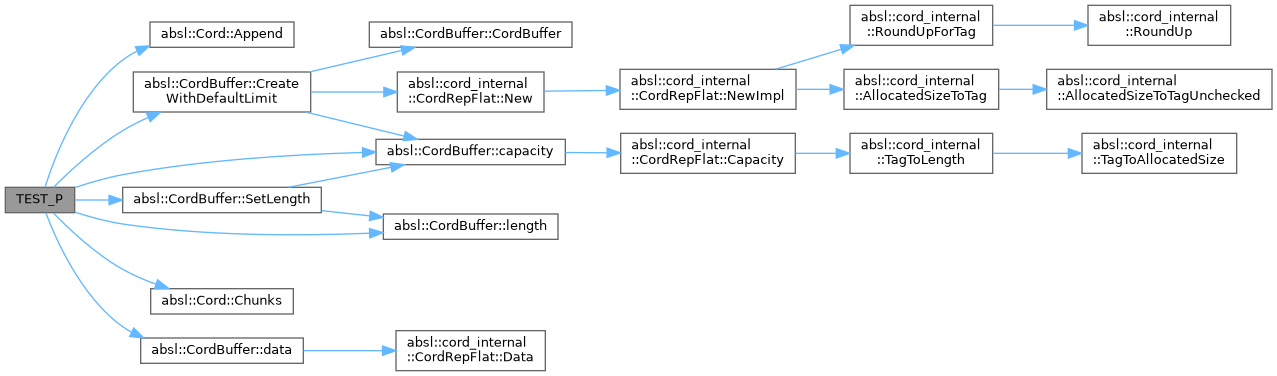 TEST_P
absl::Cord::Append
absl::CordBuffer::Create
WithDefaultLimit
absl::CordBuffer::CordBuffer
absl::cord_internal
::CordRepFlat::New
absl::cord_internal
::CordRepFlat::NewImpl
absl::cord_internal
::RoundUpForTag
absl::cord_internal
::RoundUp
absl::cord_internal
::AllocatedSizeToTag
absl::cord_internal
::AllocatedSizeToTagUnchecked
absl::CordBuffer::capacity
absl::cord_internal
::CordRepFlat::Capacity
absl::cord_internal
::TagToLength
absl::cord_internal
::TagToAllocatedSize
absl::CordBuffer::SetLength
absl::CordBuffer::length
absl::Cord::Chunks
absl::CordBuffer::data
absl::cord_internal
::CordRepFlat::Data